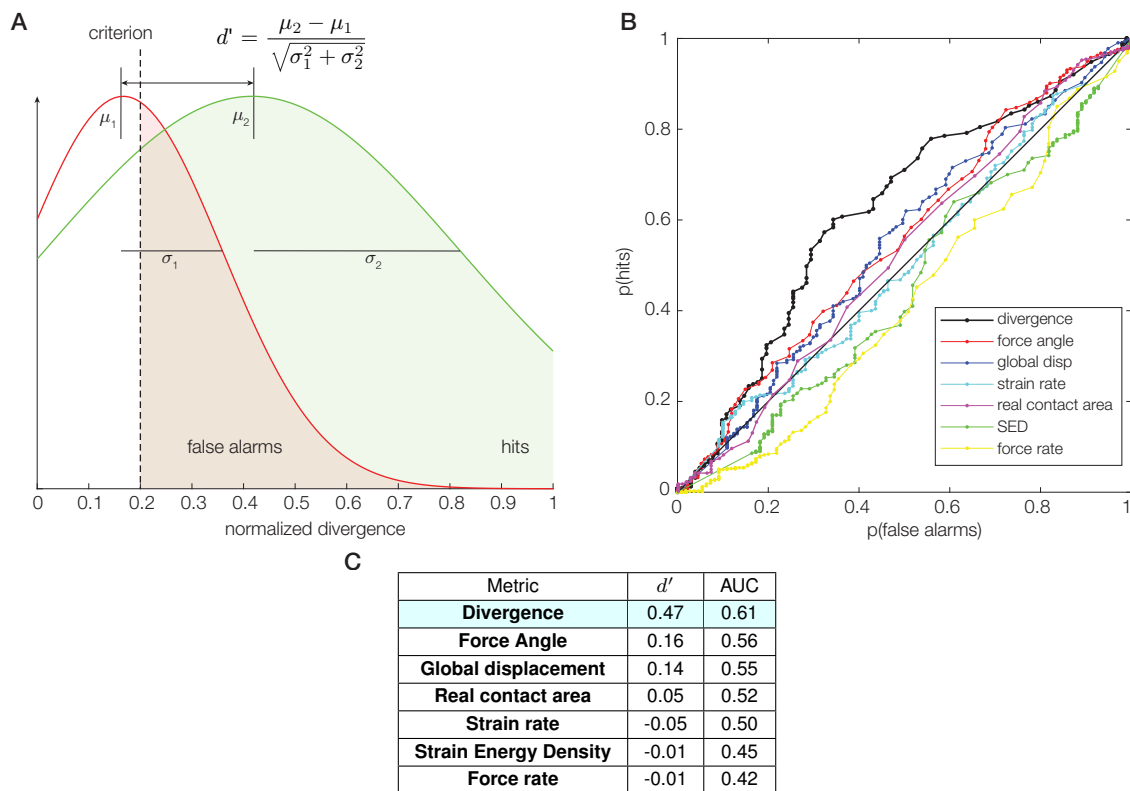 A
criterion
d' = μ2 − μ1 / √σ1² + σ2²
μ1
μ2
σ1
σ2
false alarms
hits
0 0.1 0.2 0.3 0.4 0.5 0.6 0.7 0.8 0.9 1
normalized divergence
B
1
0.8
0.6
0.4
0.2
0
p(hits)
divergence
force angle
global disp
strain rate
real contact area
SED
force rate
0 0.2 0.4 0.6 0.8 1
p(false alarms)
C
Metric d′ AUC
Divergence 0.47 0.61
Force Angle 0.16 0.56
Global displacement 0.14 0.55
Real contact area 0.05 0.52
Strain rate -0.05 0.50
Strain Energy Density -0.01 0.45
Force rate -0.01 0.42